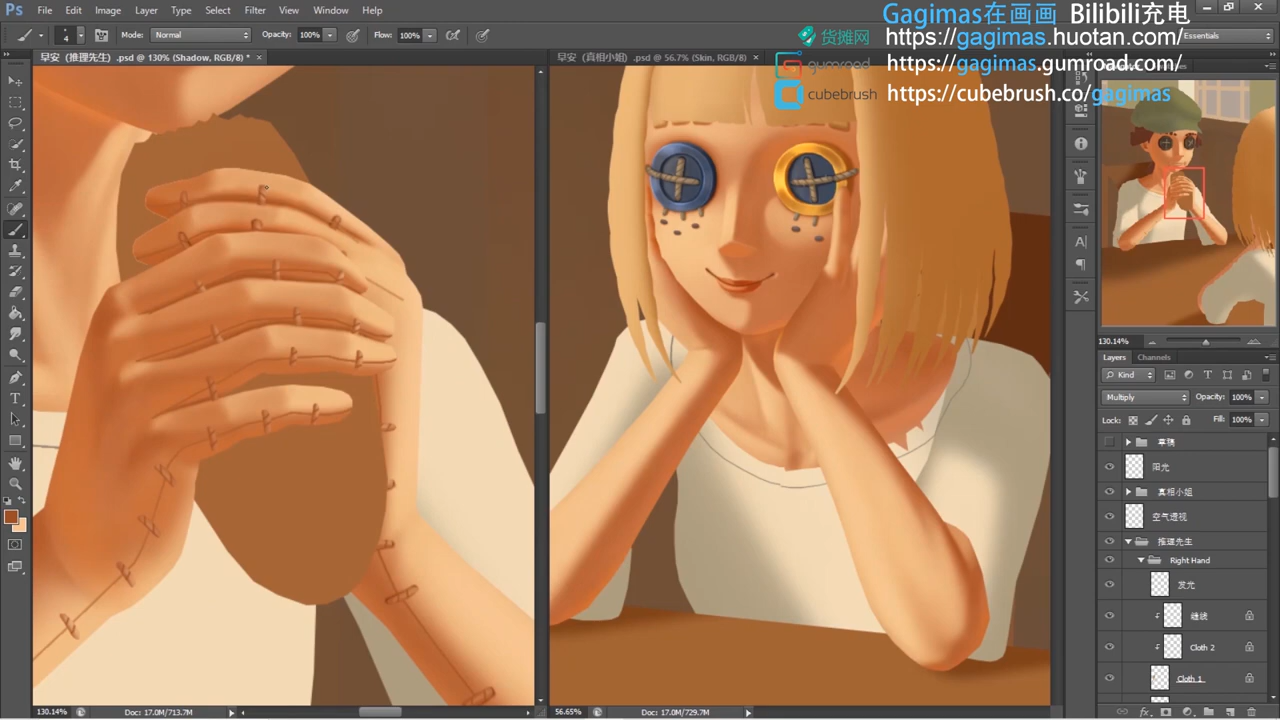 Ps File Edit Image Layer Type Select Filter View Window Help
Gagimas在画画 Bilibili充电
4 Mode: Normal Opacity: 100% Flow: 100%
货摊网 https://gagimas.huotan.com/
Essentials
早安（推理先生）.psd @ 130% (Shadow, RGB/8) *
早安（真相小姐）.psd @ 56.7% (Skin, RGB/8)
gumroad https://gagimas.gumroad.com/
cubebrush https://cubebrush.co/gagimas
130.14%
Layers Channels
Kind
Multiply Opacity: 100%
Lock: Fill: 100%
草稿
阳光
真相小姐
空气透视
推理先生
Right Hand
发光
缝线
Cloth 2
Cloth 1
130.14% Doc: 17.0M/713.7M
56.65% Doc: 17.0M/729.7M